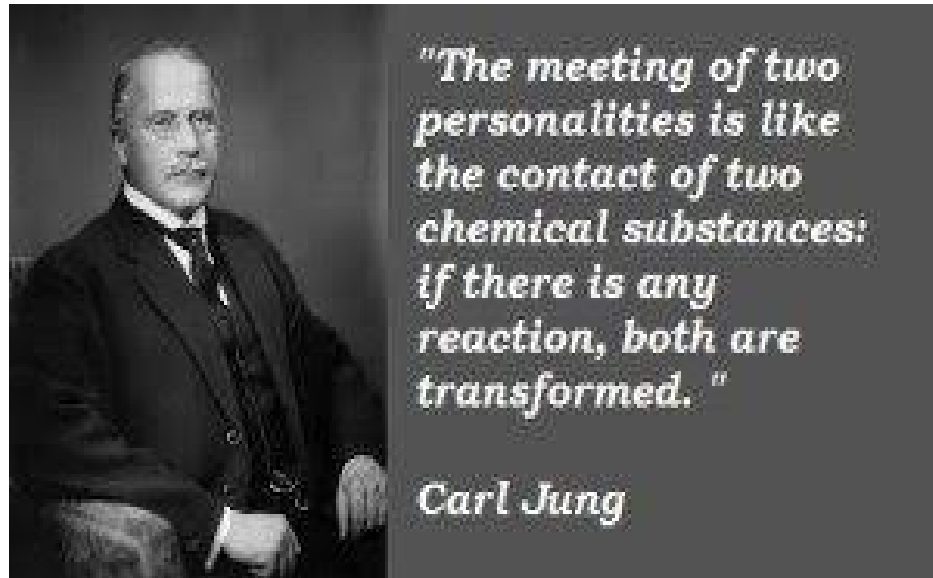 "The meeting of two
personalities is like
the contact of two
chemical substances:
if there is any
reaction, both are
transformed. "
Carl Jung